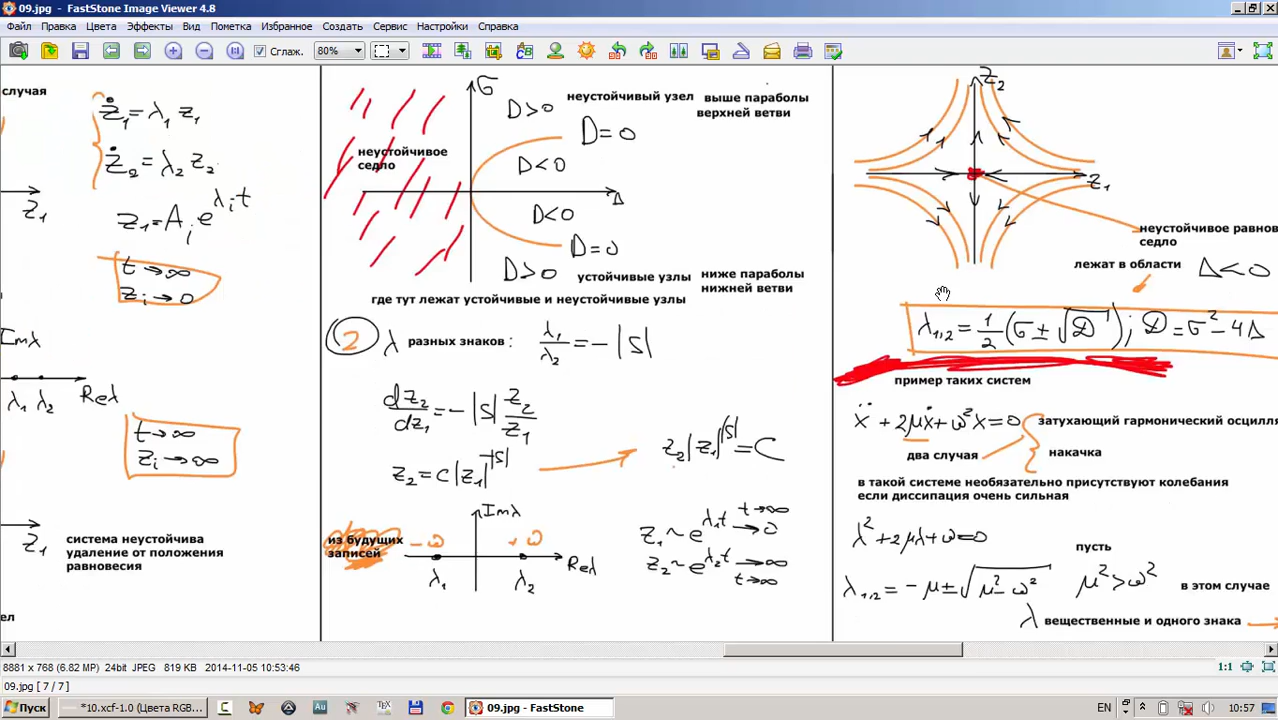 09.jpg - FastStone Image Viewer 4.8
Файл Правка Цвета Эффекты Вид Пометка Избранное Создать Сервис Настройки Справка
Сглаж. 80%
случая
ż₁ = λ₁ z₁
ż₂ = λ₂ z₂
z₁ = Aᵢ e^{λᵢt}
t → ∞
zᵢ → 0
z₁
Imλ
λ₁ λ₂ Reλ
t → ∞
zᵢ → ∞
z₁
система неустойчива
удаление от положения
равновесия
ел
σ
D>0
неустойчивый узел
выше параболы
верхней ветви
D=0
неустойчивое
седло
D<0
Δ
D<0
D=0
D>0
устойчивые узлы
ниже параболы
нижней ветви
где тут лежат устойчивые и неустойчивые узлы
2 λ разных знаков: λ₁/λ₂ = -|S|
dz₂/dz₁ = -|S| z₂/z₁
z₂ = C|z₁|^{-|S|}
z₂|z₁|^{|S|} = C
из будущих
записей
Imλ
-ω +ω
Reλ
λ₁ λ₂
z₁ ~ e^{λ₁t} → 0 t→∞
z₂ ~ e^{λ₂t} → ∞ t→∞
z₂
z₁
неустойчивое равнов
седло
лежат в области Δ<0
λ₁,₂ = 1/2 (σ ± √D); D = σ² - 4Δ
пример таких систем
ẍ + 2μẋ + ω²x = 0
затухающий гармонический осцилля
два случая
накачка
в такой системе необязательно присутствуют колебания
если диссипация очень сильная
λ² + 2μλ + ω = 0
пусть
λ₁,₂ = -μ ± √(μ² - ω²)
μ² > ω²
в этом случае
λ вещественные и одного знака
8881 x 768 (6.82 MP) 24bit JPEG 819 KB 2014-11-05 10:53:46
1:1
09.jpg [ 7 / 7 ]
Пуск
*10.xcf-1.0 (Цвета RGB...
Au
TEX
09.jpg - FastStone
EN
10:57